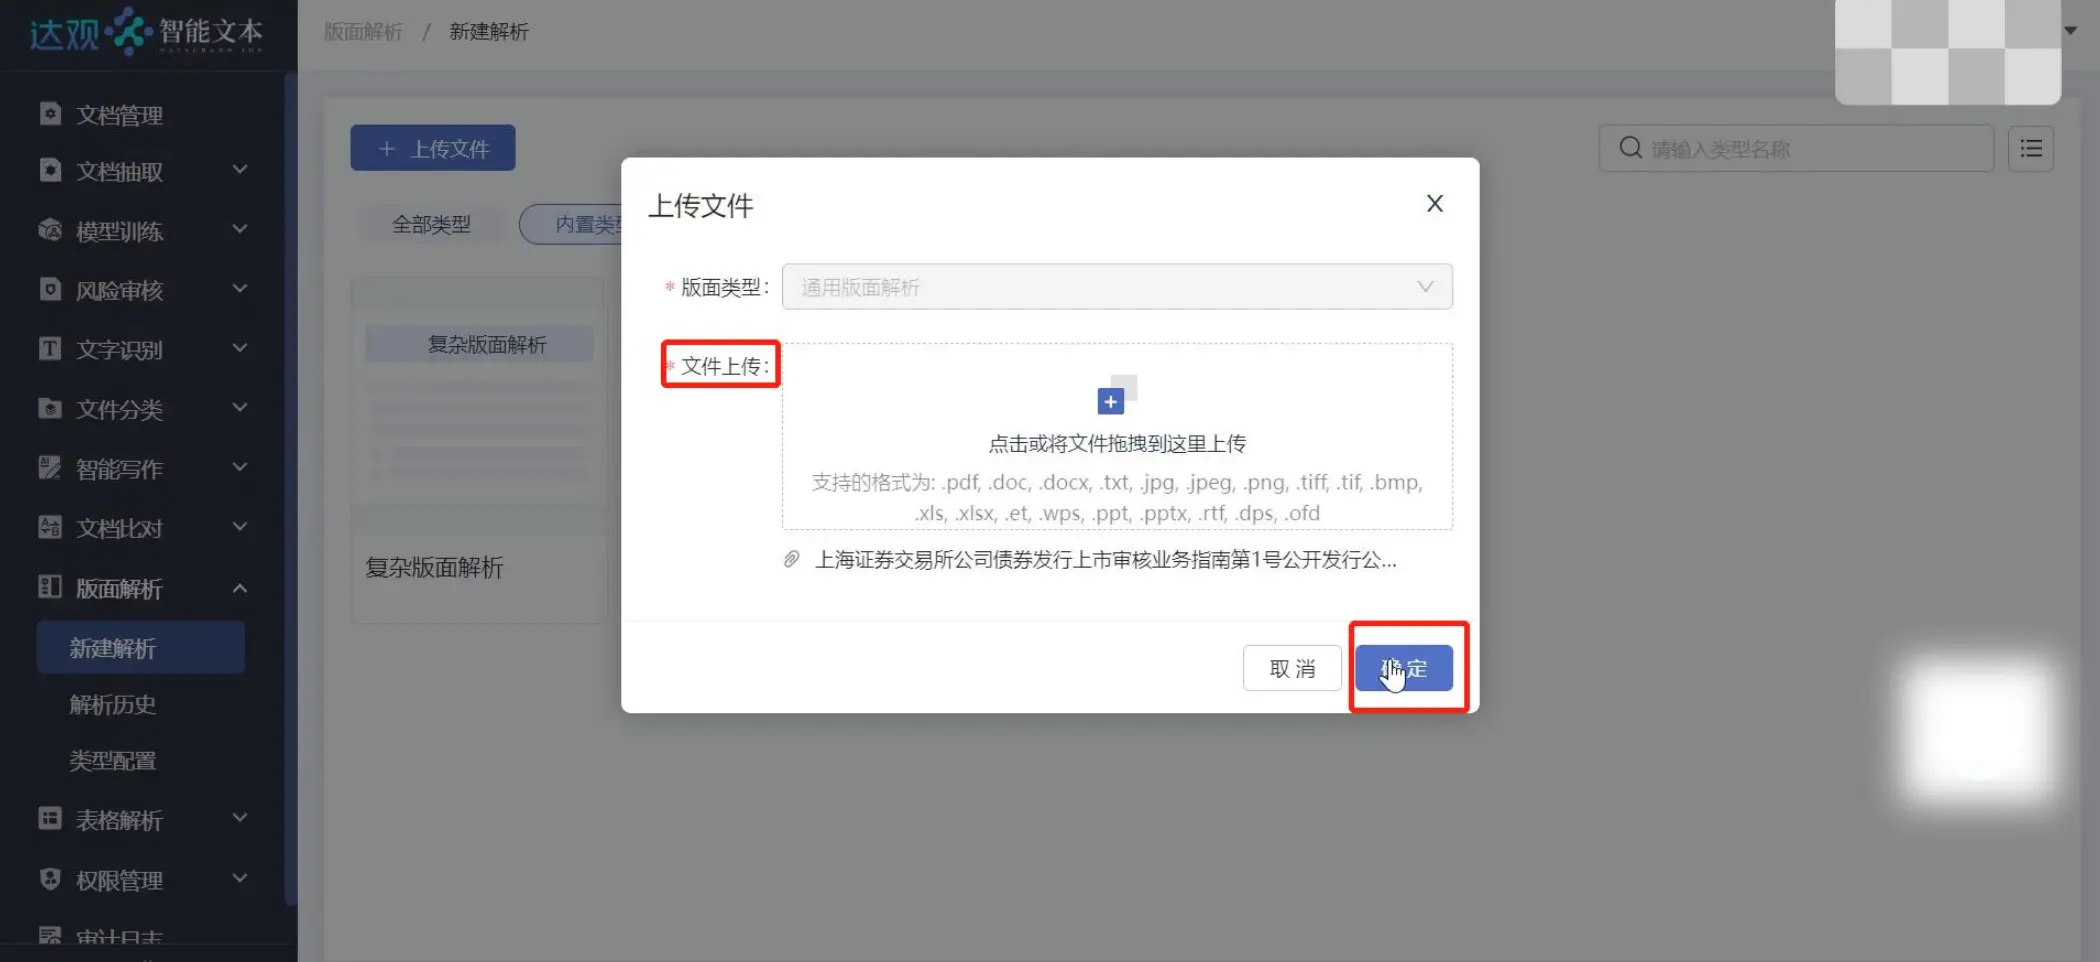 达观 智能文本
DATAGRAND IDP
版面解析 / 新建解析
文档管理
文档抽取
模型训练
风险审核
文字识别
文件分类
智能写作
文档比对
版面解析
新建解析
解析历史
类型配置
表格解析
权限管理
审计日志
+ 上传文件
请输入类型名称
全部类型
内置类型
复杂版面解析
复杂版面解析
上传文件
X
* 版面类型:
通用版面解析
* 文件上传:
点击或将文件拖拽到这里上传
支持的格式为: .pdf, .doc, .docx, .txt, .jpg, .jpeg, .png, .tiff, .tif, .bmp,
.xls, .xlsx, .et, .wps, .ppt, .pptx, .rtf, .dps, .ofd
上海证券交易所公司债券发行上市审核业务指南第1号公开发行公...
取 消
确 定